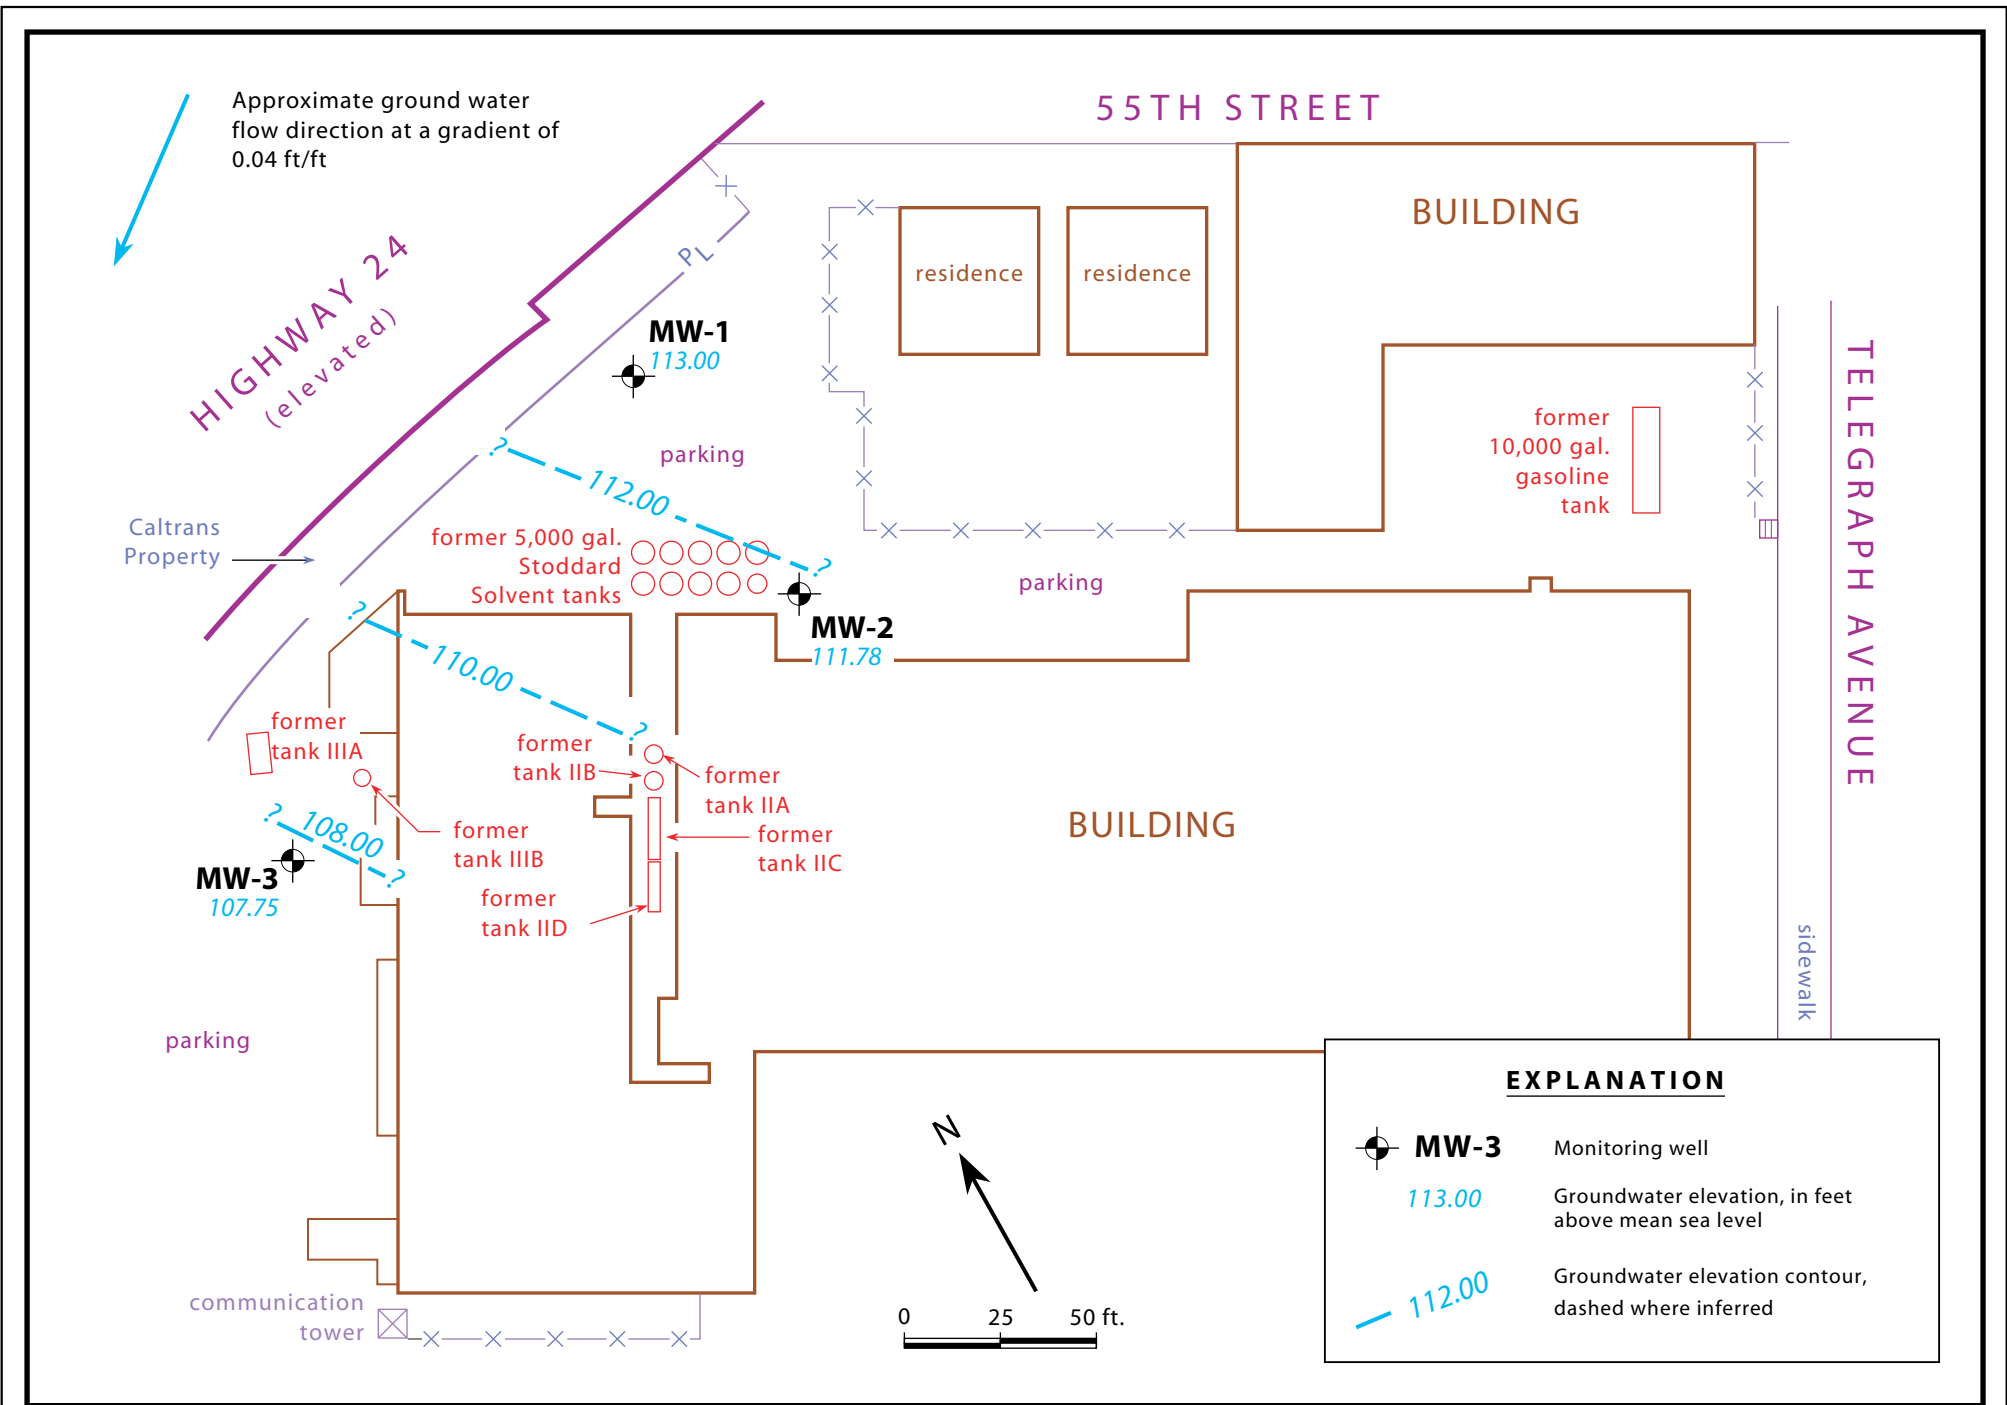 Approximate ground water
flow direction at a gradient of
0.04 ft/ft
55TH STREET
HIGHWAY 24
(elevated)
PL
BUILDING
residence
residence
MW-1
113.00
TELEGRAPH AVENUE
former
10,000 gal.
gasoline
tank
parking
?
112.00
?
Caltrans
Property
former 5,000 gal.
Stoddard
Solvent tanks
parking
MW-2
111.78
?
110.00
?
former
tank IIIA
former
tank IIB
former
tank IIA
former
tank IIIB
former
tank IIC
former
tank IID
BUILDING
?
108.00
?
MW-3
107.75
sidewalk
parking
N
communication
tower
0 25 50 ft.
EXPLANATION
MW-3 Monitoring well
113.00 Groundwater elevation, in feet
above mean sea level
112.00 Groundwater elevation contour,
dashed where inferred